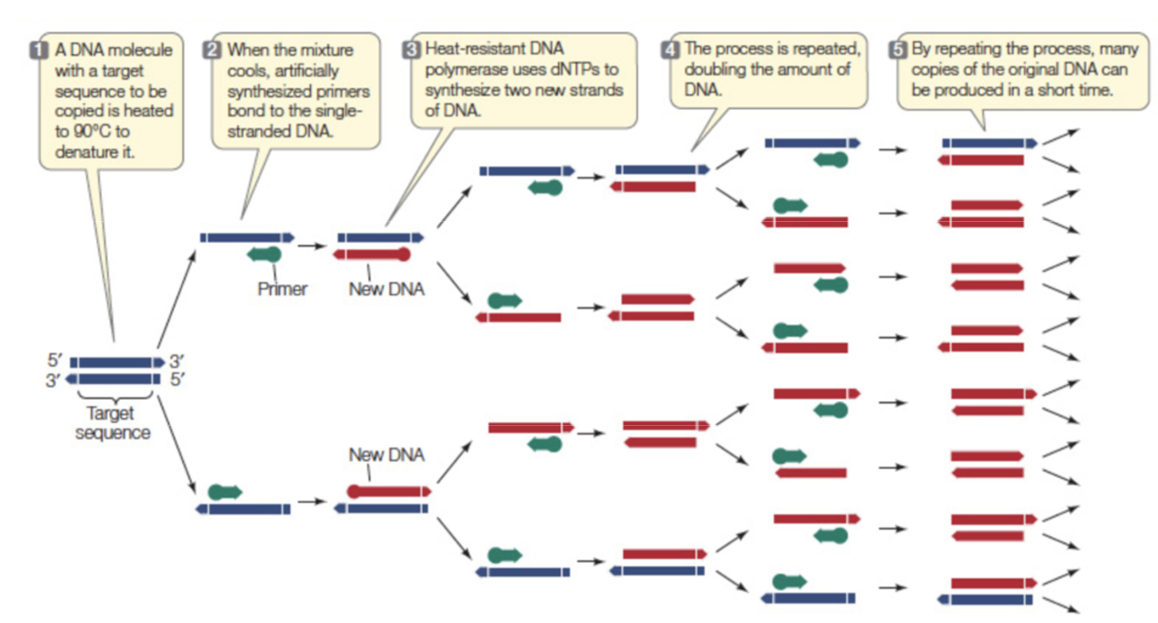 1 A DNA molecule
with a target
sequence to be
copied is heated
to 90°C to
denature it.
2 When the mixture
cools, artificially
synthesized primers
bond to the single-
stranded DNA.
3 Heat-resistant DNA
polymerase uses dNTPs to
synthesize two new strands
of DNA.
4 The process is repeated,
doubling the amount of
DNA.
5 By repeating the process, many
copies of the original DNA can
be produced in a short time.
Primer
New DNA
5′ 3′
3′ 5′
Target
sequence
New DNA